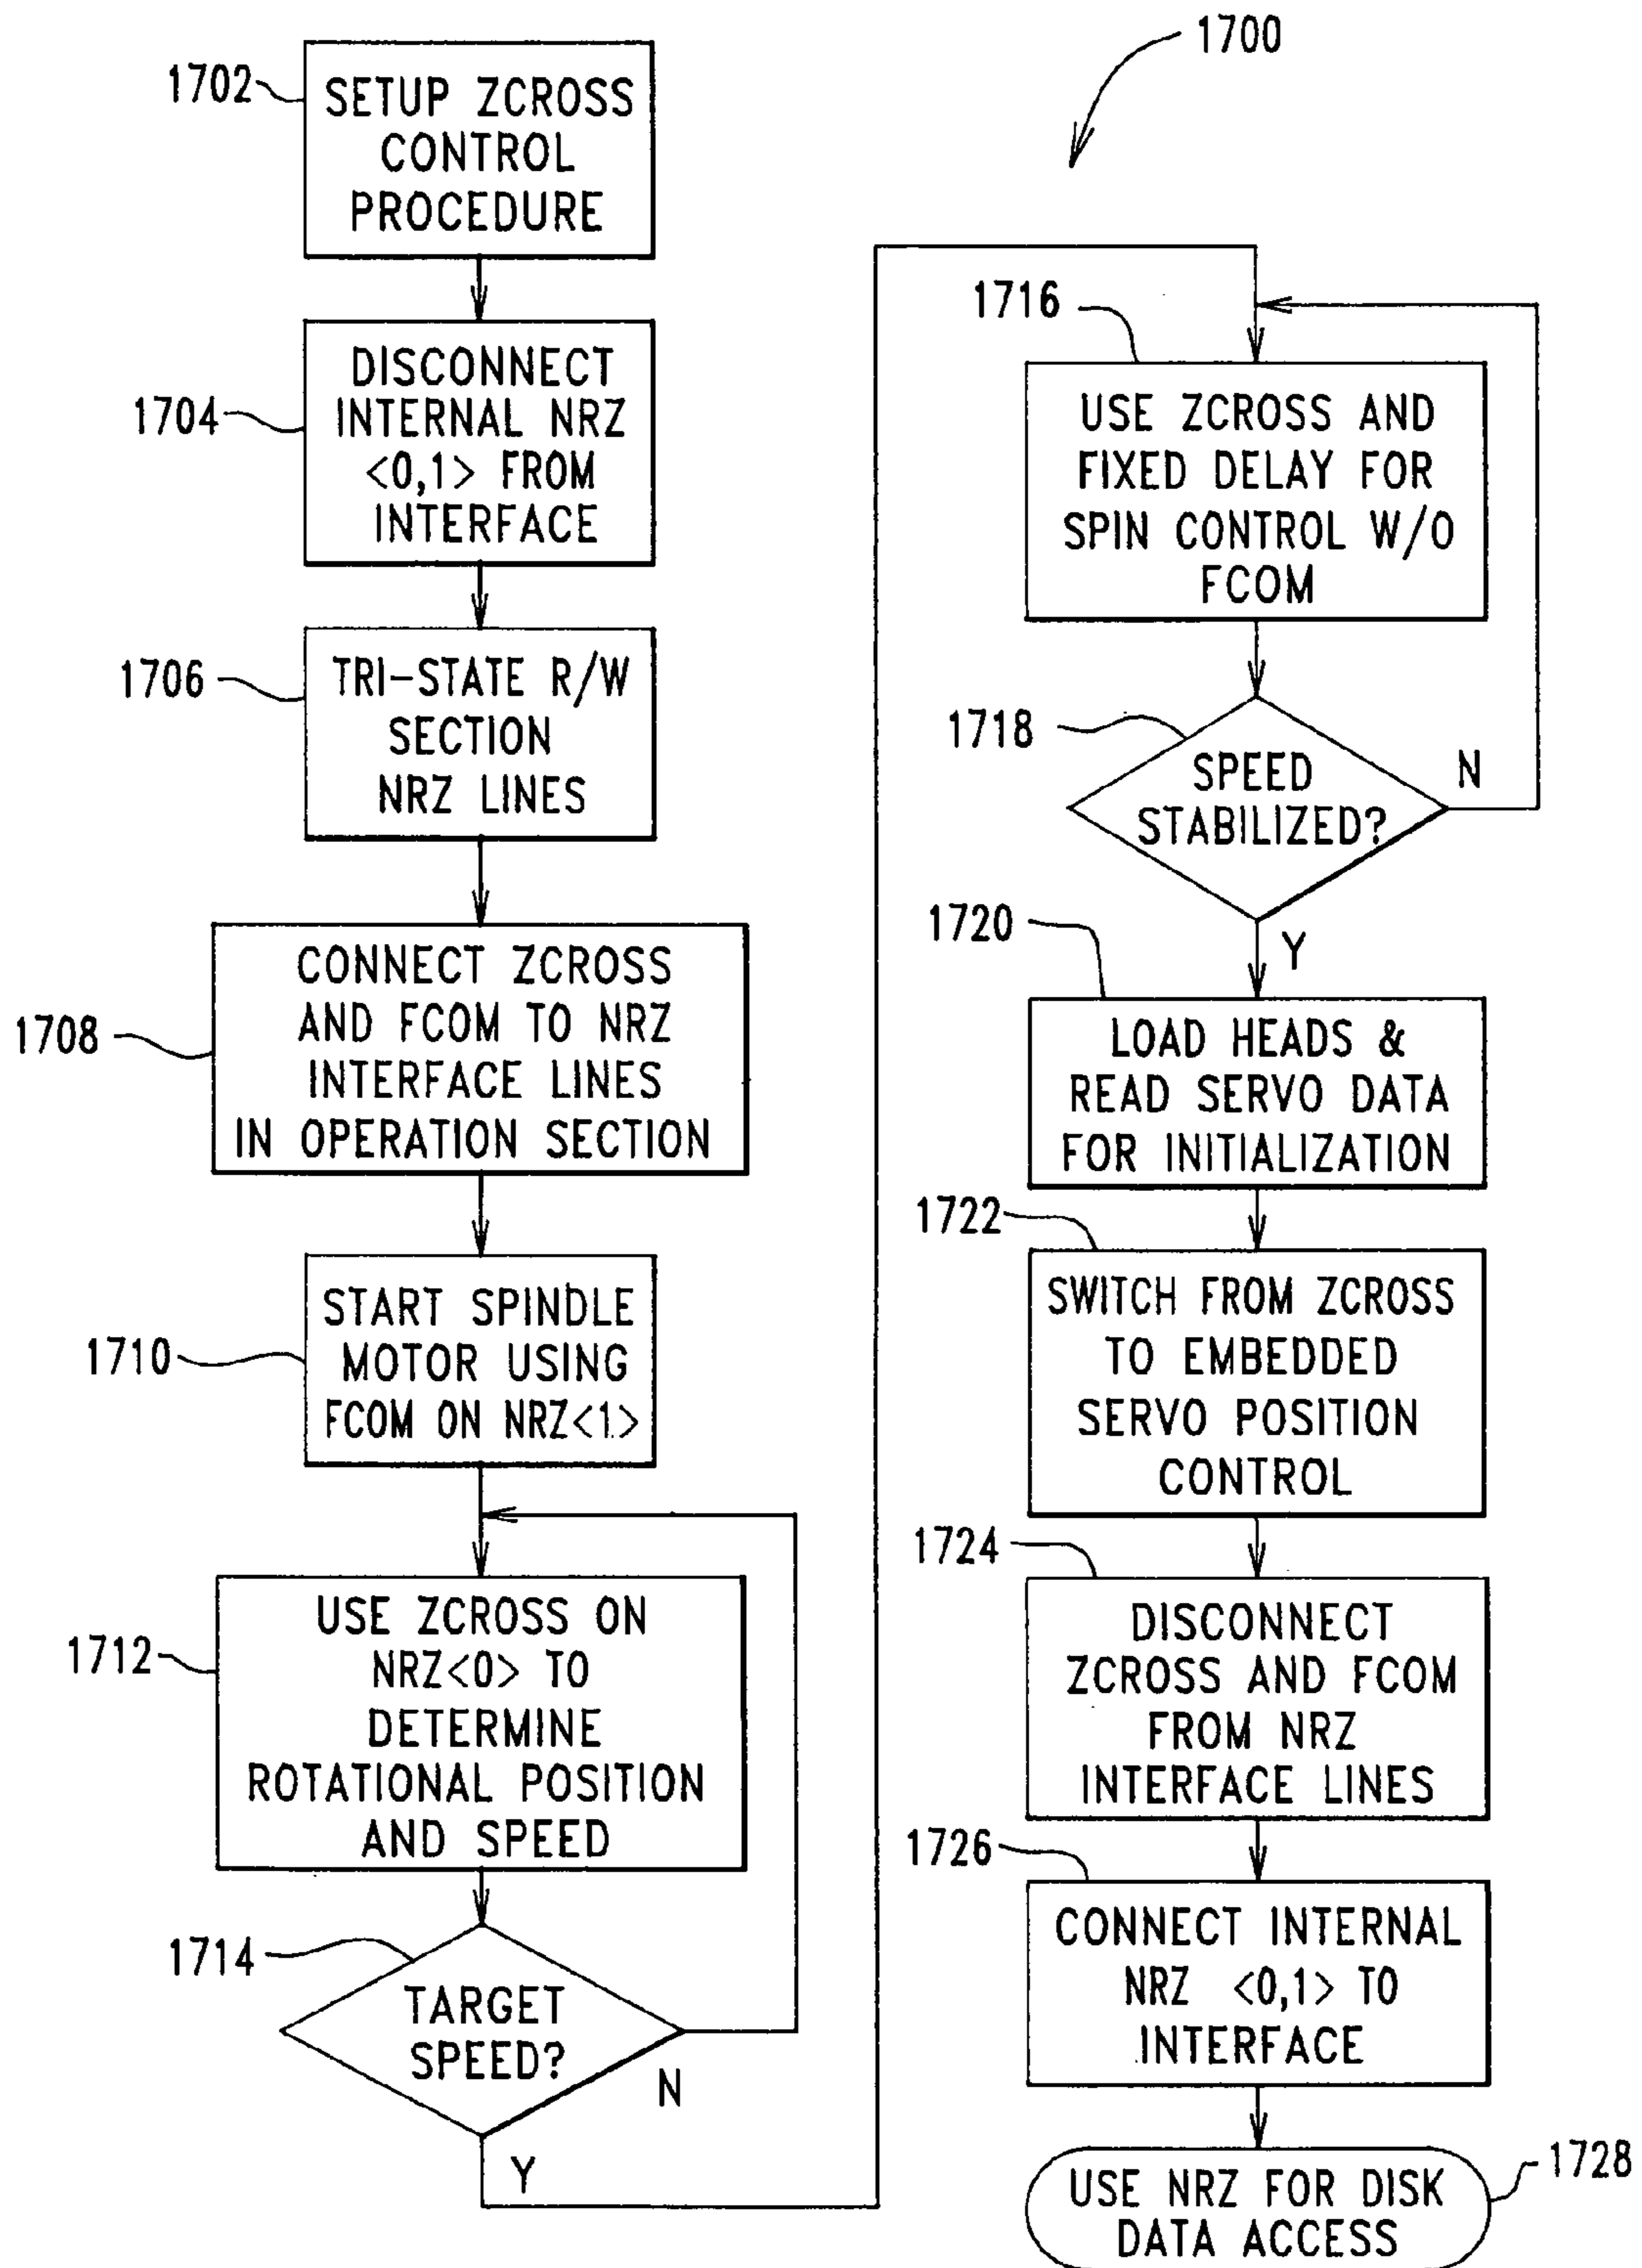 1700
1702
SETUP ZCROSS
CONTROL
PROCEDURE
1704
DISCONNECT
INTERNAL NRZ
<0,1> FROM
INTERFACE
1706
TRI-STATE R/W
SECTION
NRZ LINES
1708
CONNECT ZCROSS
AND FCOM TO NRZ
INTERFACE LINES
IN OPERATION SECTION
1710
START SPINDLE
MOTOR USING
FCOM ON NRZ<1>
1712
USE ZCROSS ON
NRZ<0> TO
DETERMINE
ROTATIONAL POSITION
AND SPEED
1714
TARGET
SPEED?
N
Y
1716
USE ZCROSS AND
FIXED DELAY FOR
SPIN CONTROL W/O
FCOM
1718
SPEED
STABILIZED?
N
Y
1720
LOAD HEADS &
READ SERVO DATA
FOR INITIALIZATION
1722
SWITCH FROM ZCROSS
TO EMBEDDED
SERVO POSITION
CONTROL
1724
DISCONNECT
ZCROSS AND FCOM
FROM NRZ
INTERFACE LINES
1726
CONNECT INTERNAL
NRZ <0,1> TO
INTERFACE
1728
USE NRZ FOR DISK
DATA ACCESS